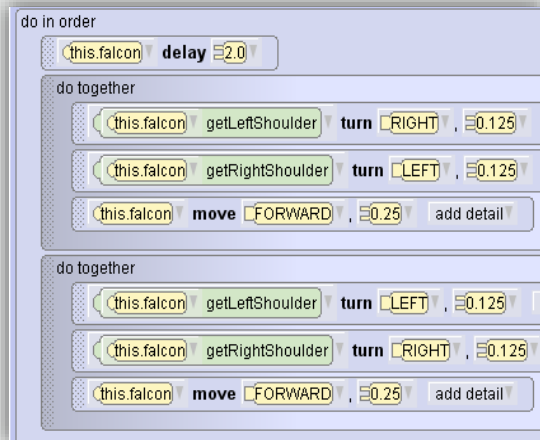 do in order
this.falcon delay 2.0
do together
this.falcon getLeftShoulder turn RIGHT , 0.125
this.falcon getRightShoulder turn LEFT , 0.125
this.falcon move FORWARD , 0.25 add detail
do together
this.falcon getLeftShoulder turn LEFT , 0.125
this.falcon getRightShoulder turn RIGHT , 0.125
this.falcon move FORWARD , 0.25 add detail